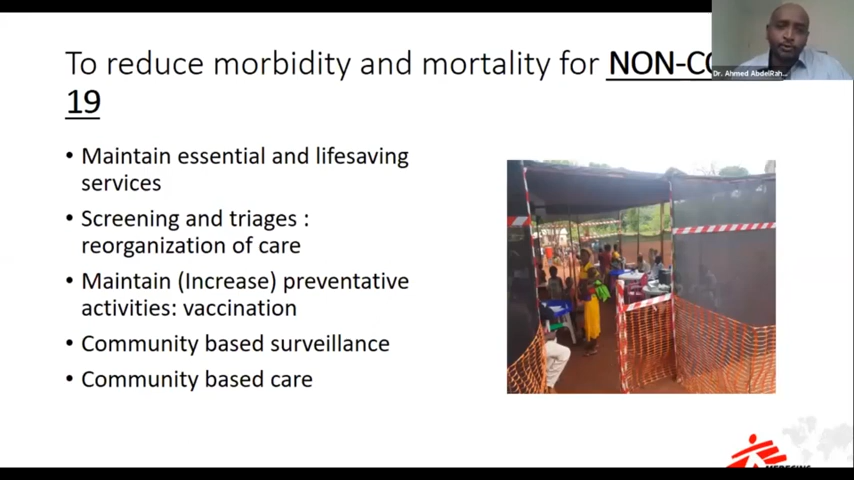 To reduce morbidity and mortality for NON-CO
19
• Maintain essential and lifesaving
services
• Screening and triages :
reorganization of care
• Maintain (Increase) preventative
activities: vaccination
• Community based surveillance
• Community based care
Dr. Ahmed AbdelRah...